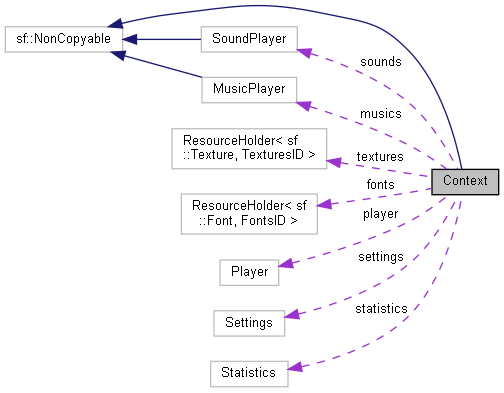 sf::NonCopyable
SoundPlayer
sounds
MusicPlayer
musics
ResourceHolder< sf
::Texture, TexturesID >
textures
Context
fonts
ResourceHolder< sf
::Font, FontsID >
player
Player
settings
Settings
statistics
Statistics